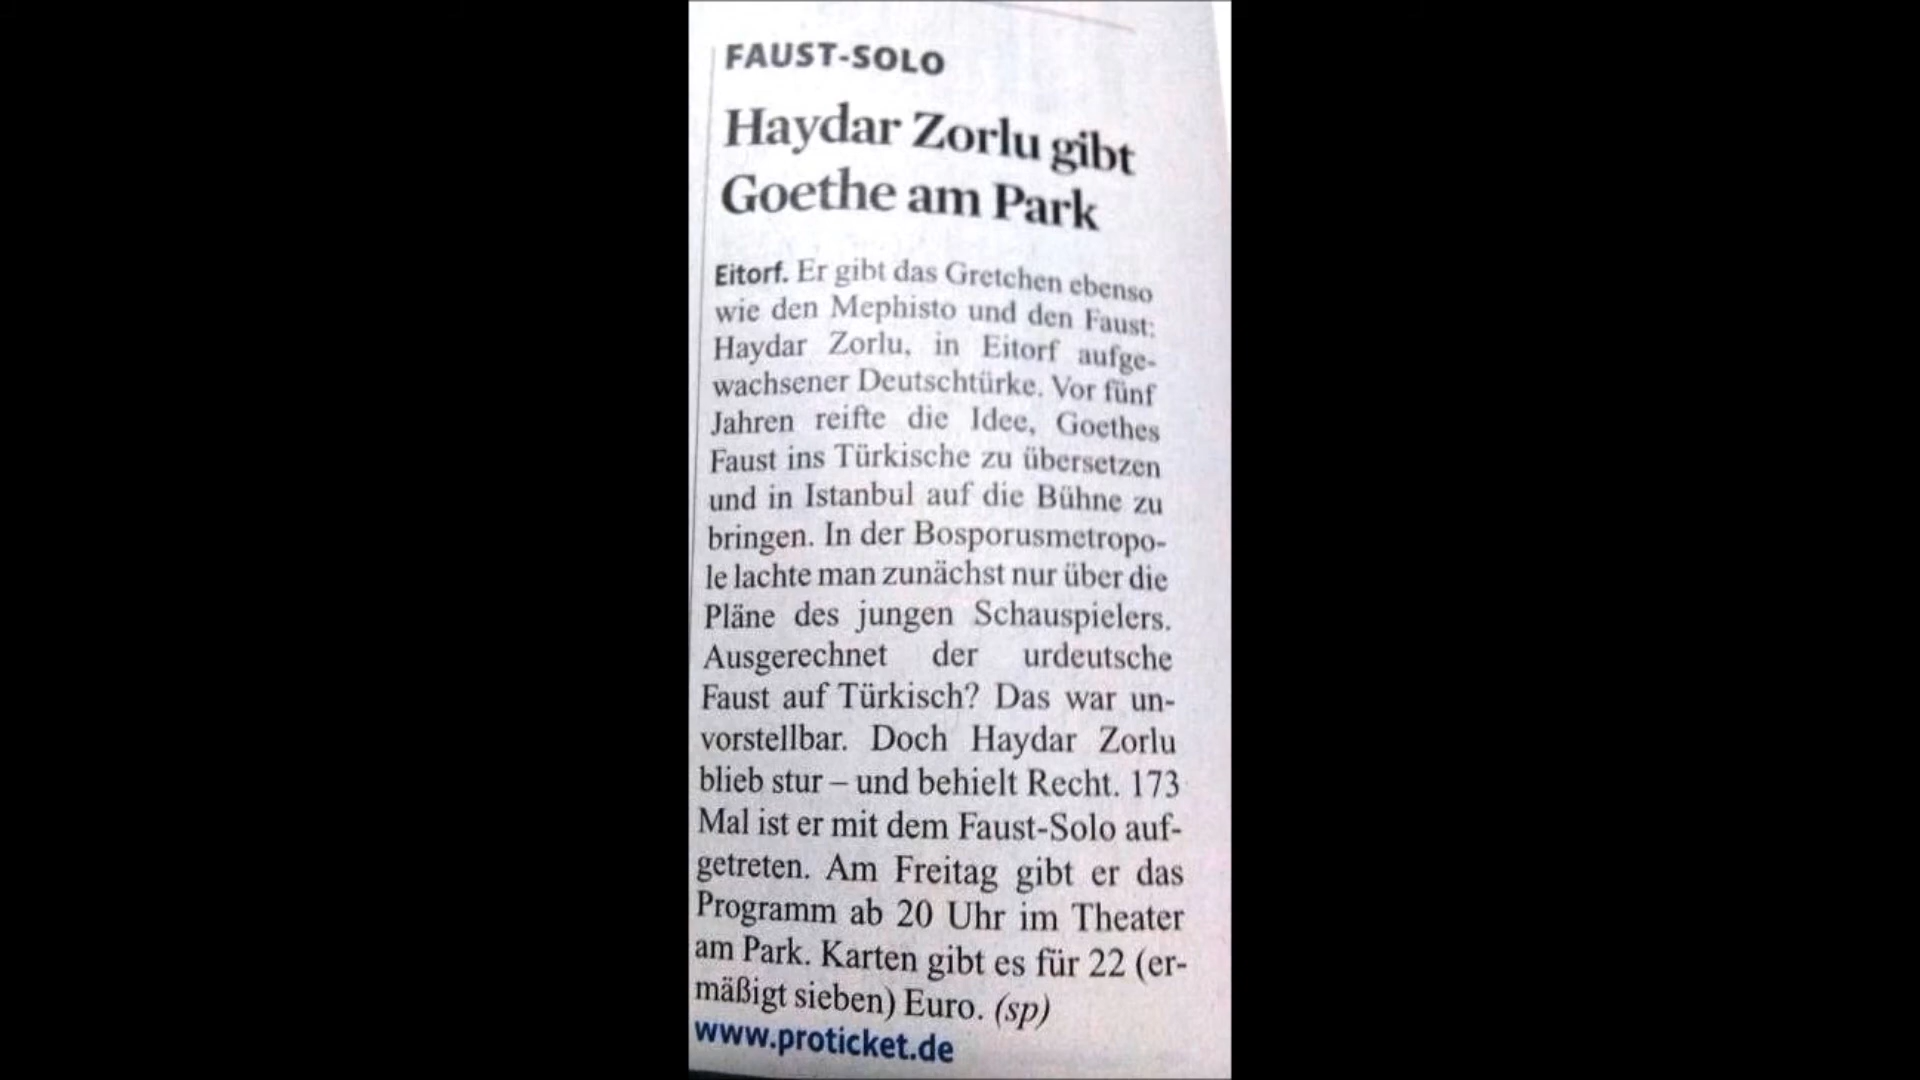 FAUST-SOLO
Haydar Zorlu gibt
Goethe am Park
Eitorf. Er gibt das Gretchen ebenso
wie den Mephisto und den Faust:
Haydar Zorlu, in Eitorf aufge-
wachsener Deutschtürke. Vor fünf
Jahren reifte die Idee, Goethes
Faust ins Türkische zu übersetzen
und in Istanbul auf die Bühne zu
bringen. In der Bosporusmetropo-
le lachte man zunächst nur über die
Pläne des jungen Schauspielers.
Ausgerechnet der urdeutsche
Faust auf Türkisch? Das war un-
vorstellbar. Doch Haydar Zorlu
blieb stur – und behielt Recht. 173
Mal ist er mit dem Faust-Solo auf-
getreten. Am Freitag gibt er das
Programm ab 20 Uhr im Theater
am Park. Karten gibt es für 22 (er-
mäßigt sieben) Euro. (sp)
www.proticket.de